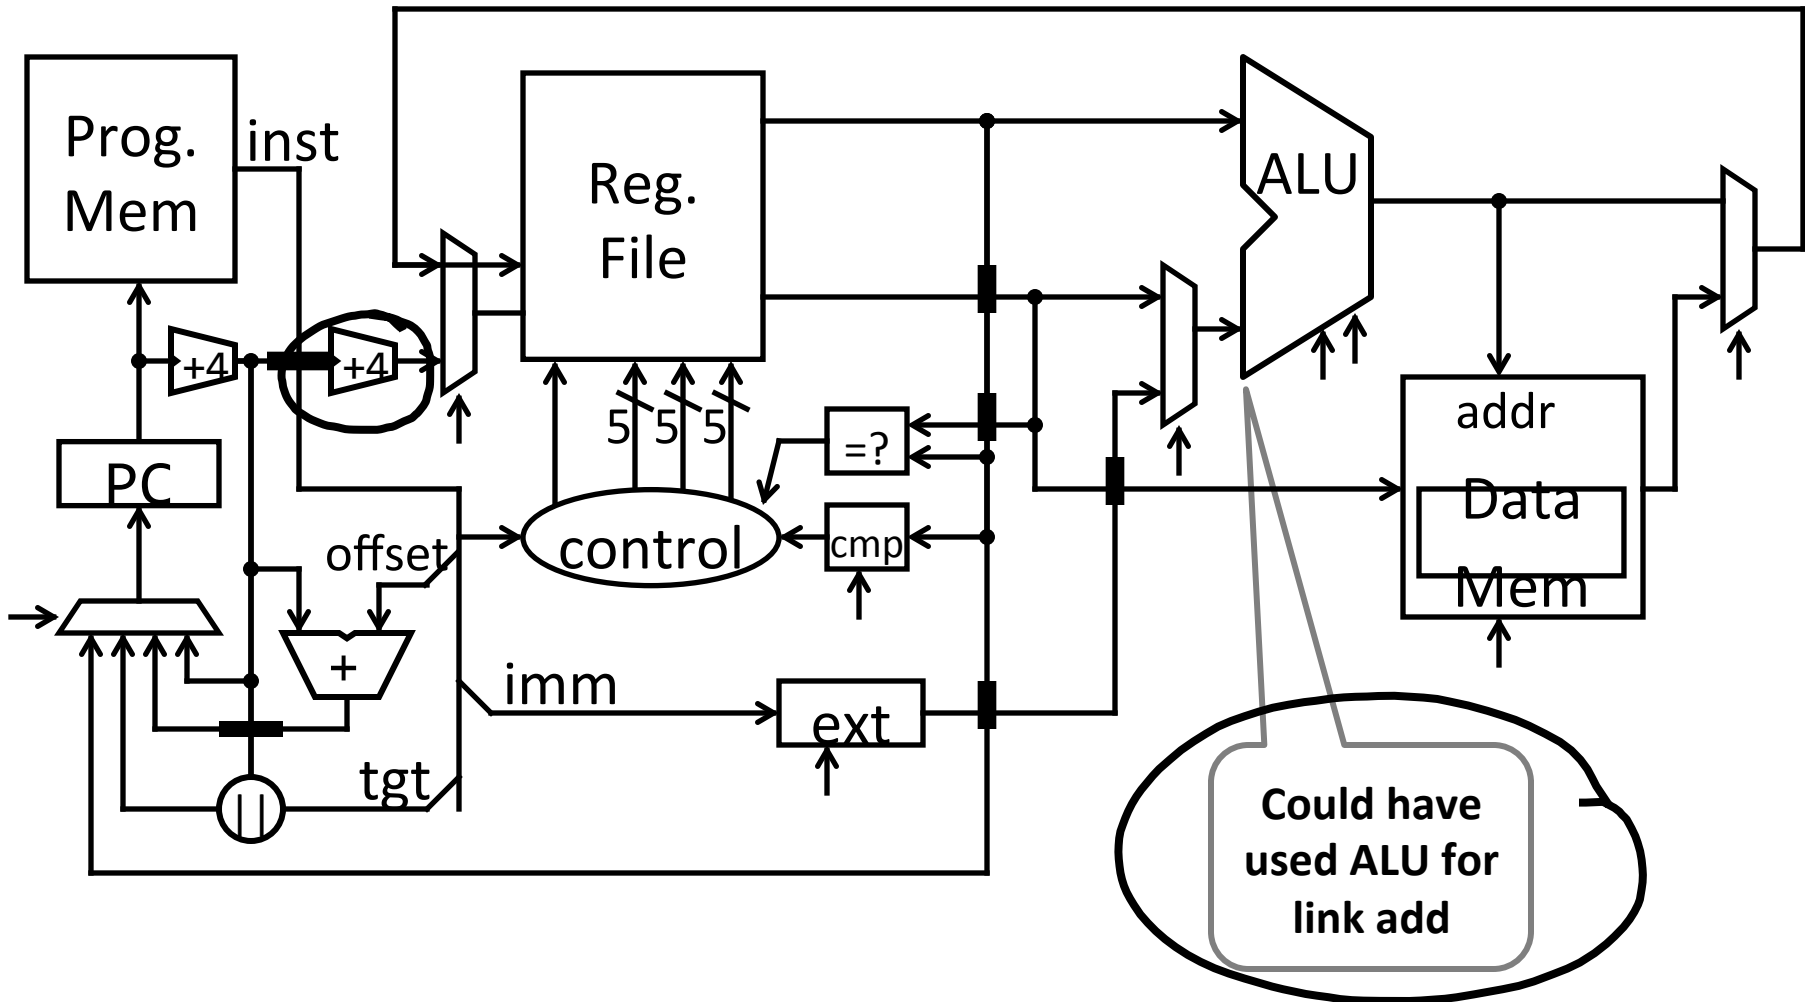 Prog.
Mem
inst
Reg.
File
ALU
+4
+4
5
5
5
=?
addr
PC
offset
control
cmp
Data
Mem
+
imm
ext
tgt
||
Could have
used ALU for
link add